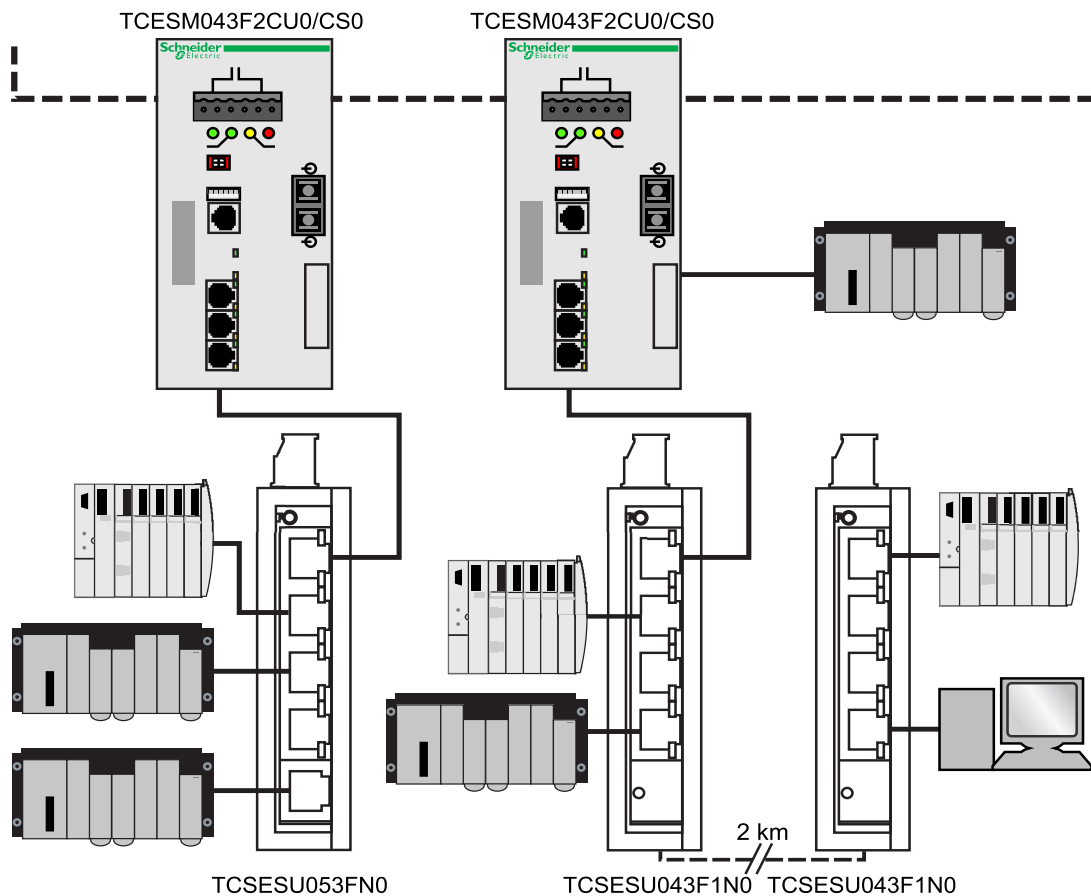 TCESM043F2CU0/CS0
TCESM043F2CU0/CS0
Schneider
Electric
Schneider
Electric
2 km
TCSESU053FN0
TCSESU043F1N0
TCSESU043F1N0